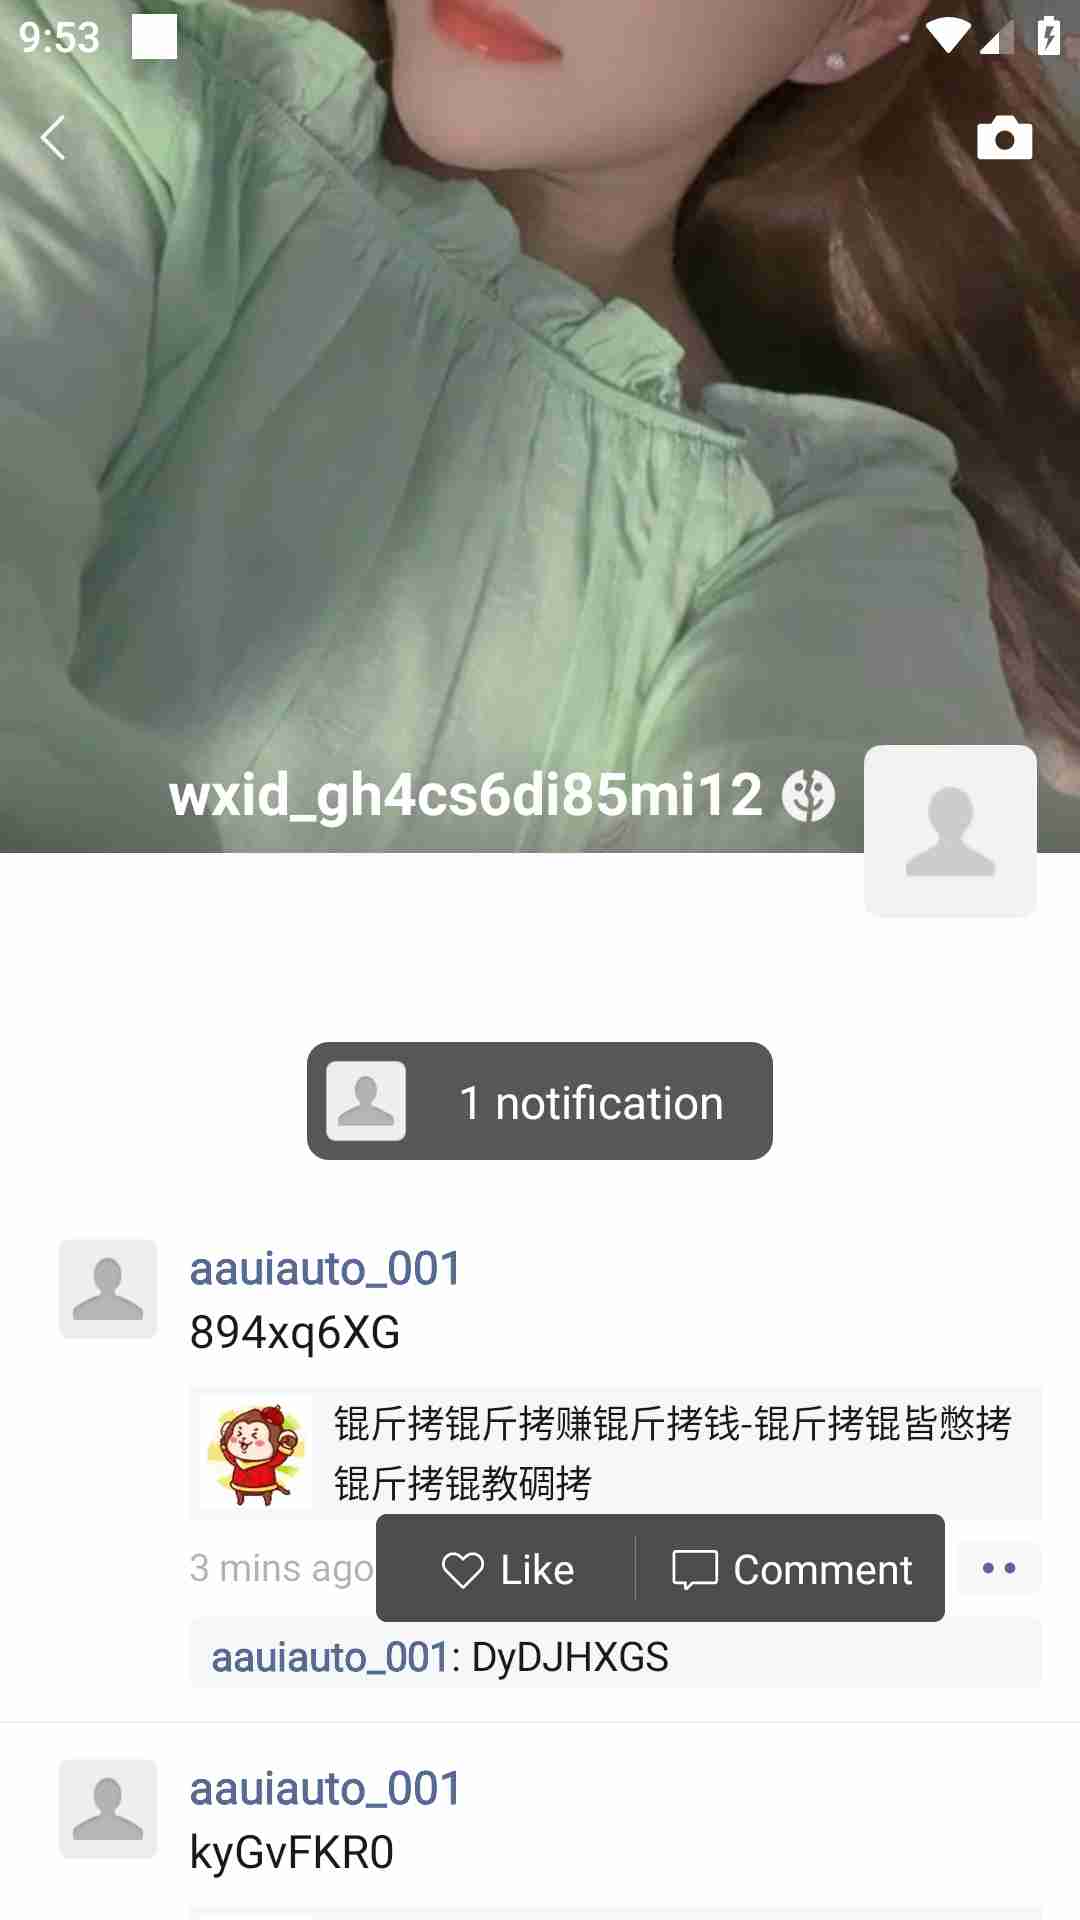 9:53
wxid_gh4cs6di85mi12
1 notification
aauiauto_001
894xq6XG
锟斤拷锟斤拷赚锟斤拷钱-锟斤拷锟皆憋拷
锟斤拷锟教碉拷
3 mins ago
Like
Comment
aauiauto_001: DyDJHXGS
aauiauto_001
kyGvFKR0